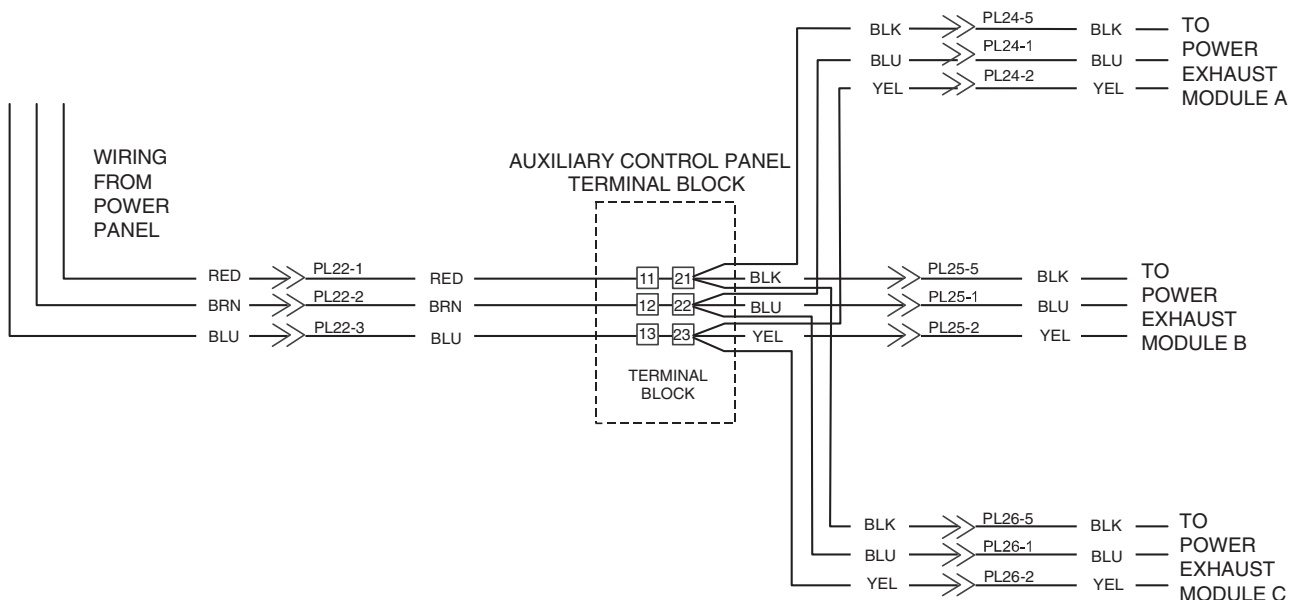 BLK PL24-5 BLK
BLU PL24-1 BLU
YEL PL24-2 YEL
TO
POWER
EXHAUST
MODULE A
WIRING
FROM
POWER
PANEL
AUXILIARY CONTROL PANEL
TERMINAL BLOCK
RED PL22-1 RED 11 21 BLK PL25-5 BLK
BRN PL22-2 BRN 12 22 BLU PL25-1 BLU
BLU PL22-3 BLU 13 23 YEL PL25-2 YEL
TO
POWER
EXHAUST
MODULE B
TERMINAL
BLOCK
BLK PL26-5 BLK
BLU PL26-1 BLU
YEL PL26-2 YEL
TO
POWER
EXHAUST
MODULE C